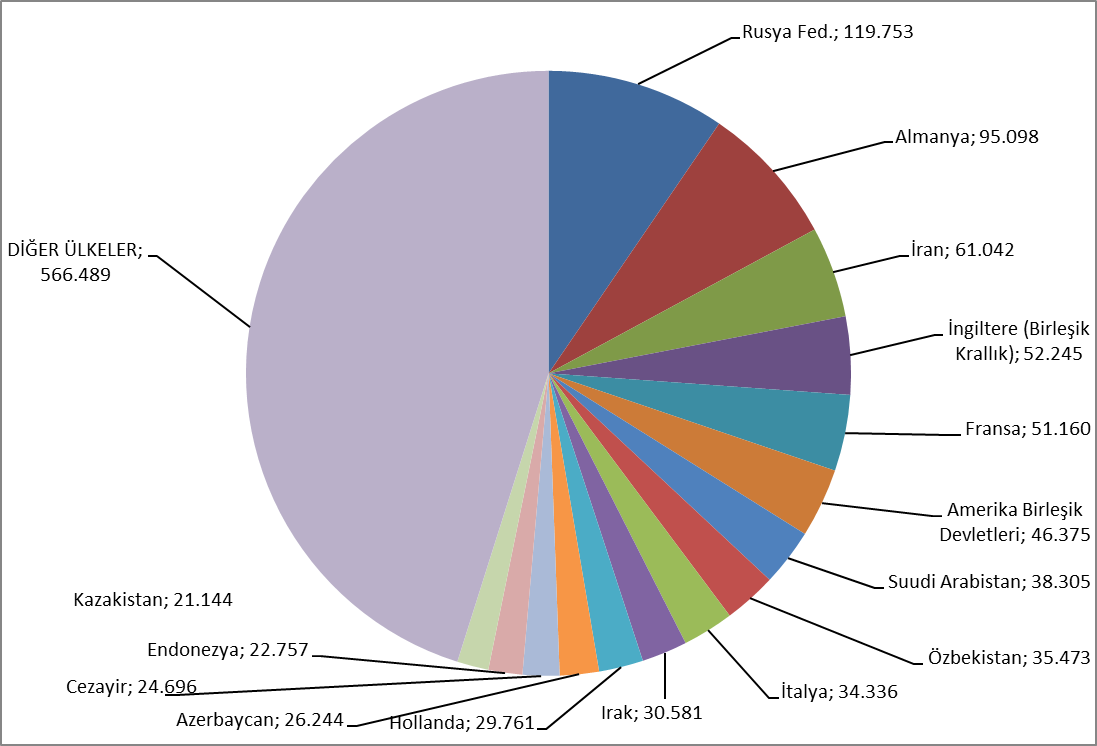 Rusya Fed.; 119.753
Almanya; 95.098
İran; 61.042
İngiltere (Birleşik
Krallık); 52.245
Fransa; 51.160
Amerika Birleşik
Devletleri; 46.375
Suudi Arabistan; 38.305
Özbekistan; 35.473
İtalya; 34.336
Irak; 30.581
Hollanda; 29.761
Azerbaycan; 26.244
Cezayir; 24.696
Endonezya; 22.757
Kazakistan; 21.144
DİĞER ÜLKELER;
566.489